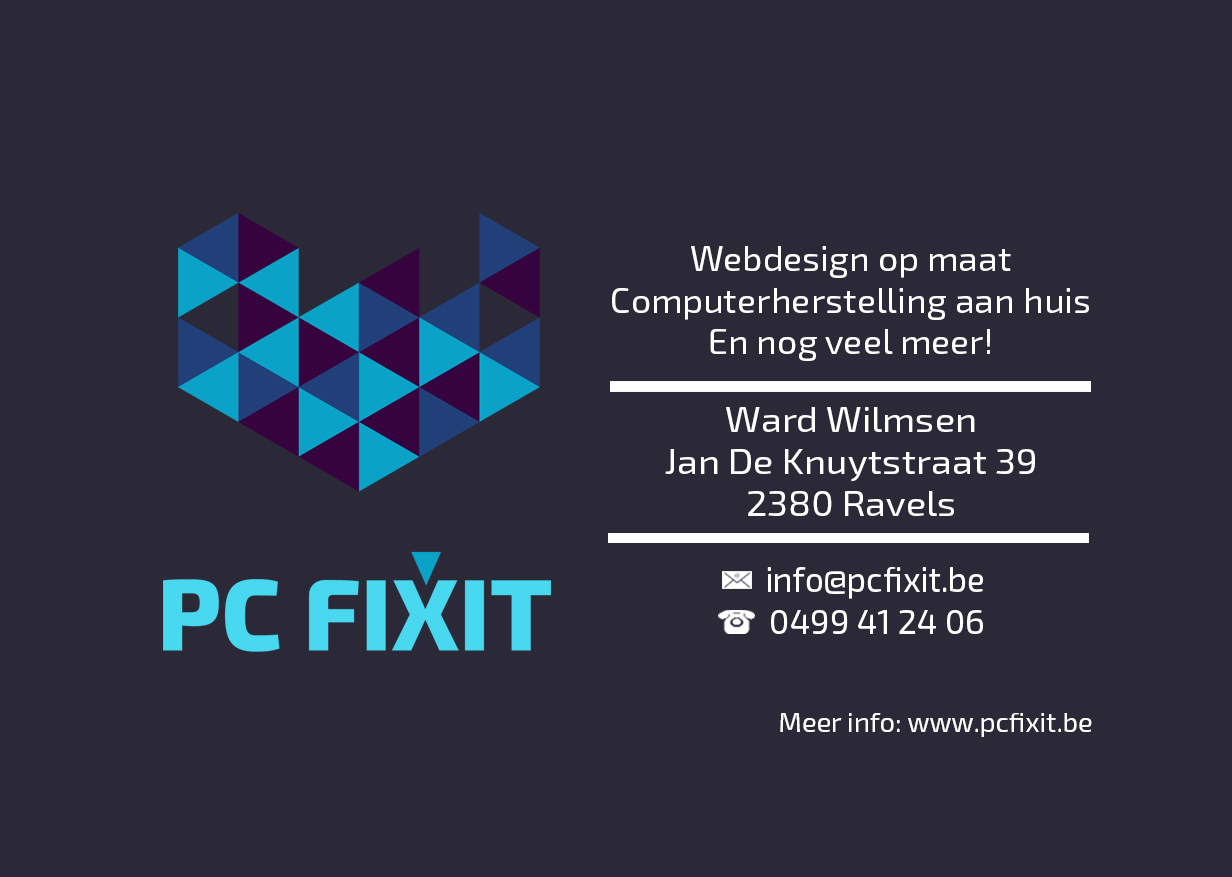 PC FIXIT
Webdesign op maat
Computerherstelling aan huis
En nog veel meer!
Ward Wilmsen
Jan De Knuytstraat 39
2380 Ravels
info@pcfixit.be
0499 41 24 06
Meer info: www.pcfixit.be